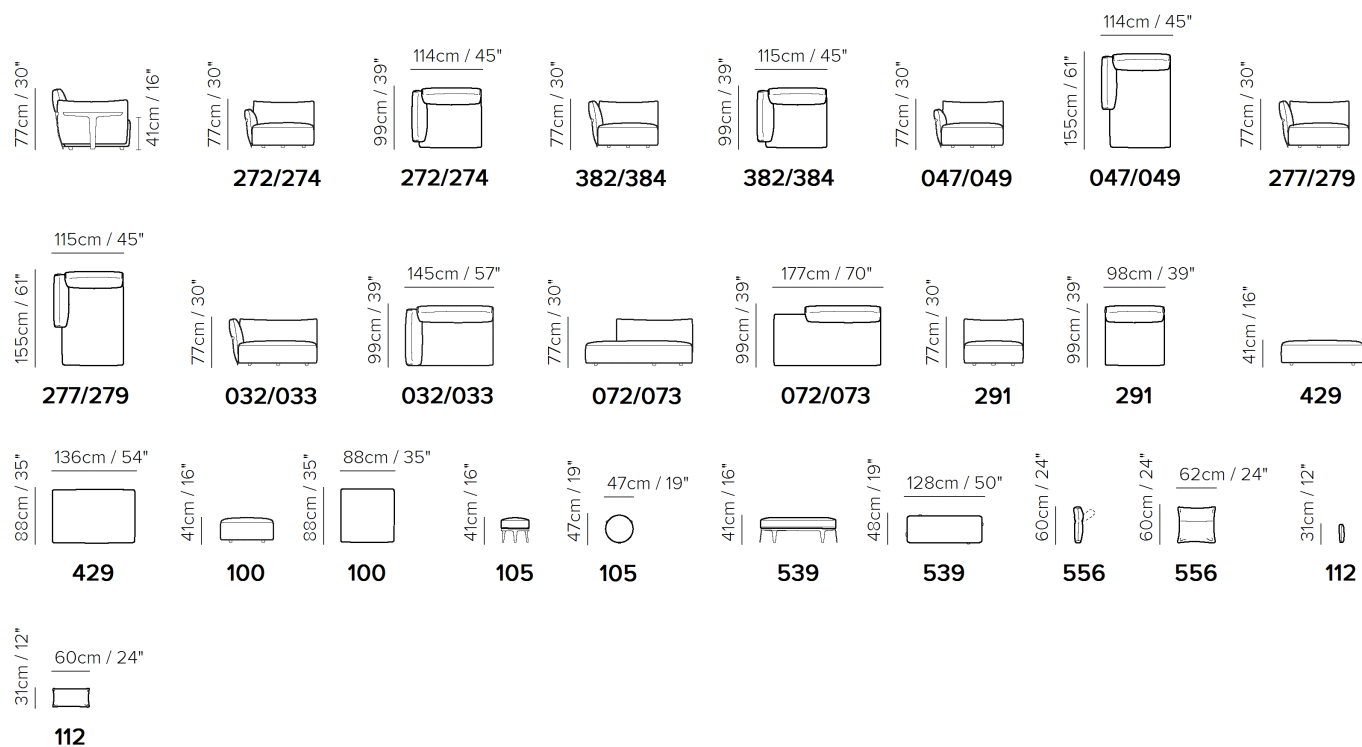 114cm / 45"
77cm / 30"
41cm / 16"
77cm / 30"
99cm / 39"
114cm / 45"
77cm / 30"
99cm / 39"
115cm / 45"
77cm / 30"
155cm / 61"
77cm / 30"
272/274
272/274
382/384
382/384
047/049
047/049
277/279
115cm / 45"
155cm / 61"
77cm / 30"
99cm / 39"
145cm / 57"
77cm / 30"
99cm / 39"
177cm / 70"
77cm / 30"
99cm / 39"
98cm / 39"
41cm / 16"
277/279
032/033
032/033
072/073
072/073
291
291
429
88cm / 35"
136cm / 54"
41cm / 16"
88cm / 35"
88cm / 35"
41cm / 16"
47cm / 19"
47cm / 19"
41cm / 16"
48cm / 19"
128cm / 50"
60cm / 24"
60cm / 24"
62cm / 24"
31cm / 12"
429
100
100
105
105
539
539
556
556
112
31cm / 12"
60cm / 24"
112